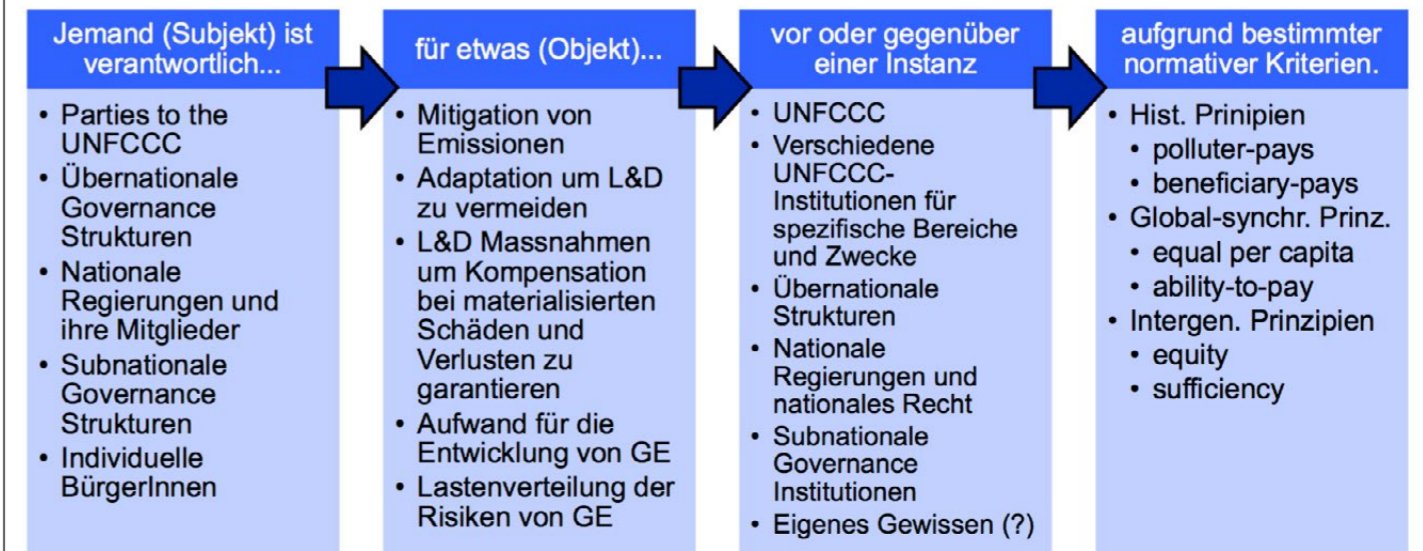 Jemand (Subjekt) ist
verantwortlich...
• Parties to the
UNFCCC
• Übernationale
Governance
Strukturen
• Nationale
Regierungen und
ihre Mitglieder
• Subnationale
Governance
Strukturen
• Individuelle
BürgerInnen
für etwas (Objekt)...
• Mitigation von
Emissionen
• Adaptation um L&D
zu vermeiden
• L&D Massnahmen
um Kompensation
bei materialisierten
Schäden und
Verlusten zu
garantieren
• Aufwand für die
Entwicklung von GE
• Lastenverteilung der
Risiken von GE
vor oder gegenüber
einer Instanz
• UNFCCC
• Verschiedene
UNFCCC-
Institutionen für
spezifische Bereiche
und Zwecke
• Übernationale
Strukturen
• Nationale
Regierungen und
nationales Recht
• Subnationale
Governance
Institutionen
• Eigenes Gewissen (?)
aufgrund bestimmter
normativer Kriterien.
• Hist. Prinipien
• polluter-pays
• beneficiary-pays
• Global-synchr. Prinz.
• equal per capita
• ability-to-pay
• Intergen. Prinzipien
• equity
• sufficiency